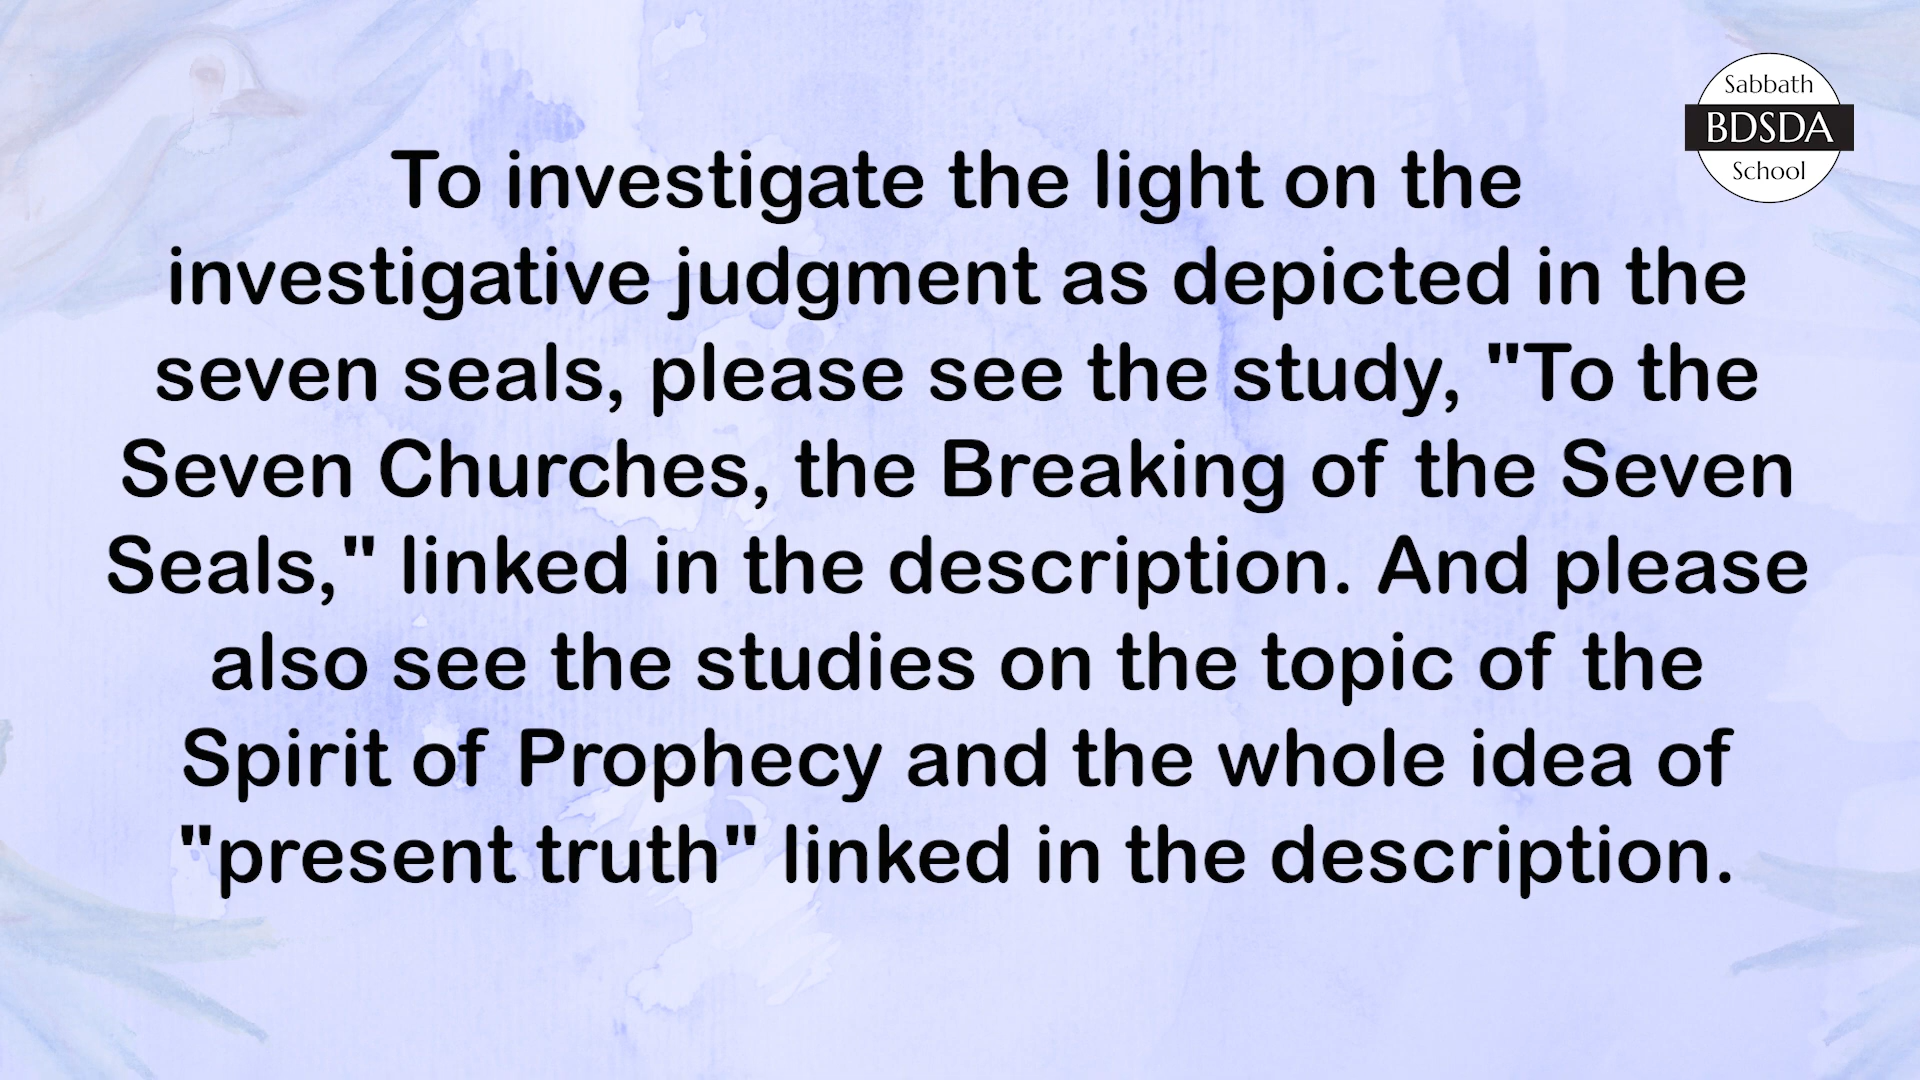 Sabbath
BDSDA
School
To investigate the light on the
investigative judgment as depicted in the
seven seals, please see the study, "To the
Seven Churches, the Breaking of the Seven
Seals," linked in the description. And please
also see the studies on the topic of the
Spirit of Prophecy and the whole idea of
"present truth" linked in the description.